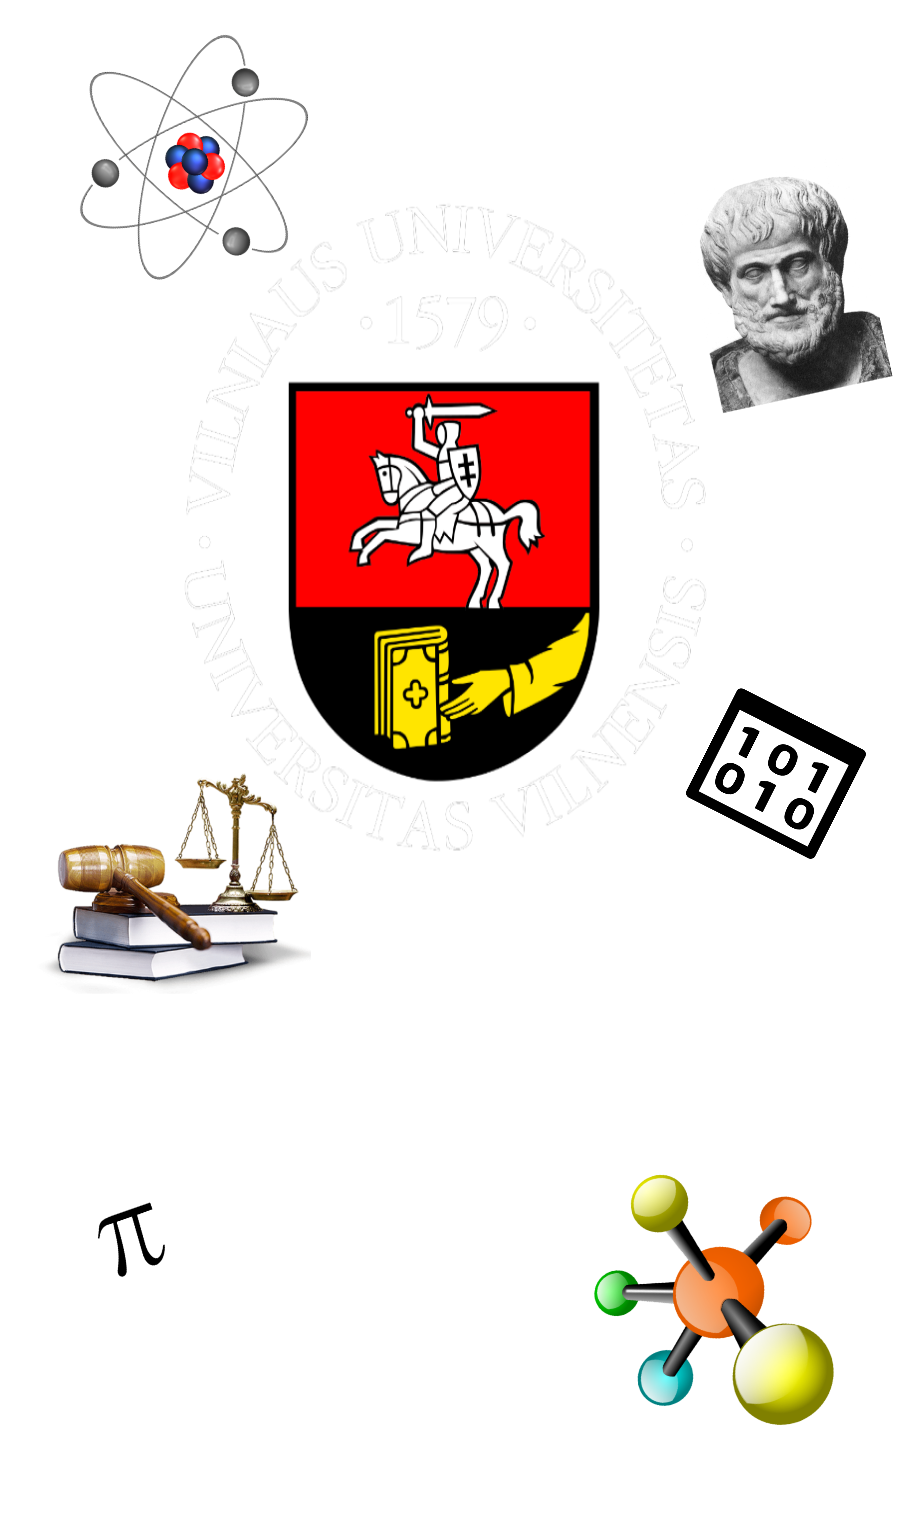 VILNIAUS UNIVERSITETAS
· 1579 ·
· UNIVERSITAS VILNENSIS ·
101
010
π